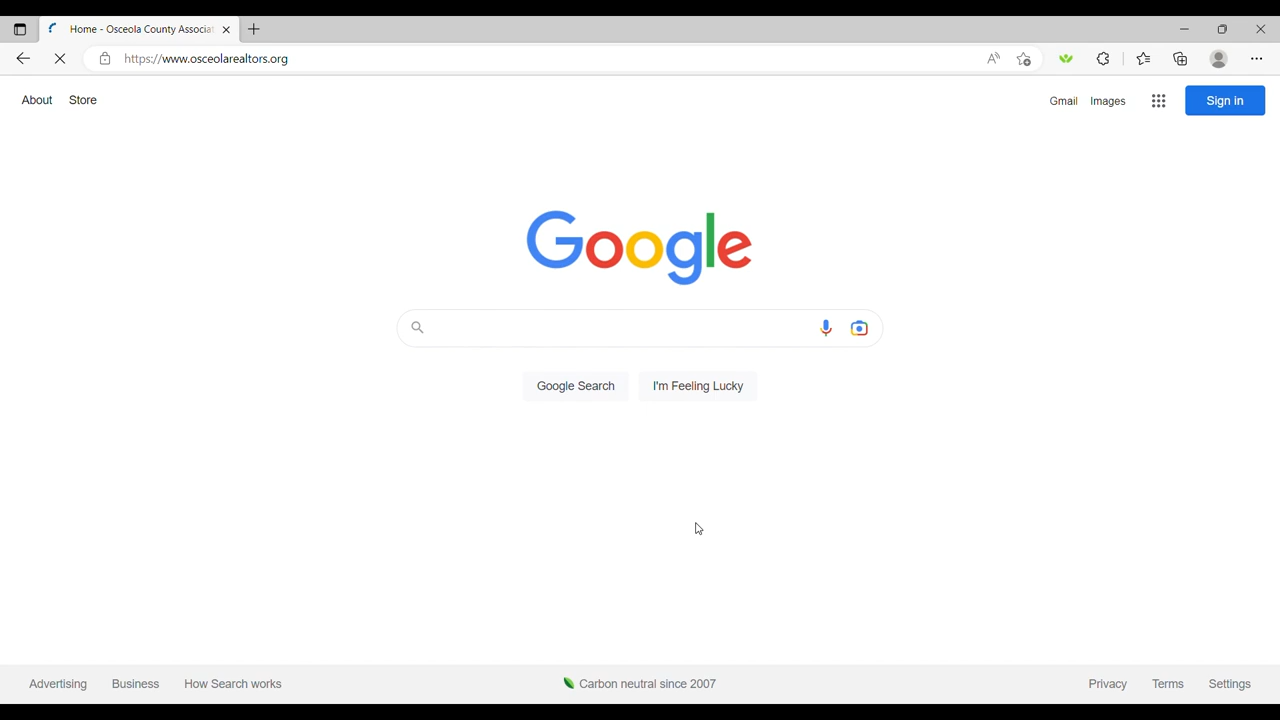 Home - Osceola County Associat
https://www.osceolarealtors.org
About Store
Gmail Images Sign in
Google
Google Search I'm Feeling Lucky
Advertising Business How Search works
Carbon neutral since 2007
Privacy Terms Settings